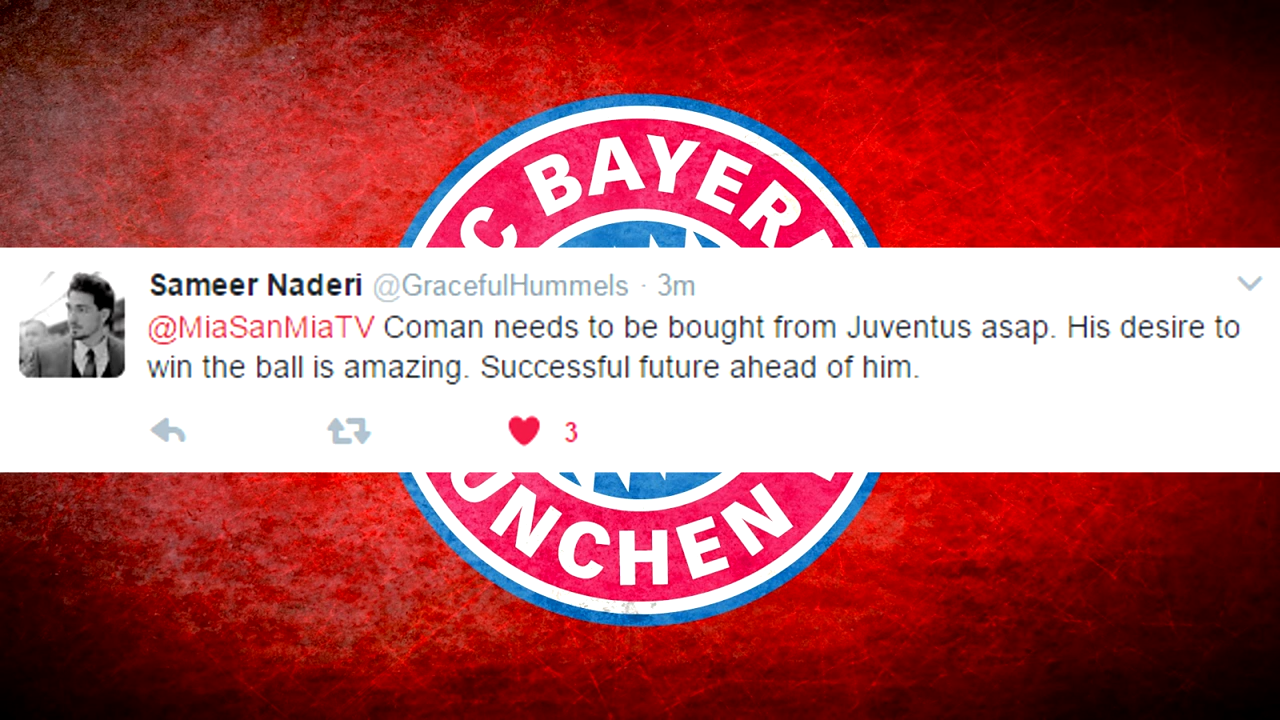 C BAYER
Sameer Naderi @GracefulHummels · 3m
@MiaSanMiaTV Coman needs to be bought from Juventus asap. His desire to
win the ball is amazing. Successful future ahead of him.
3
UNCHEN